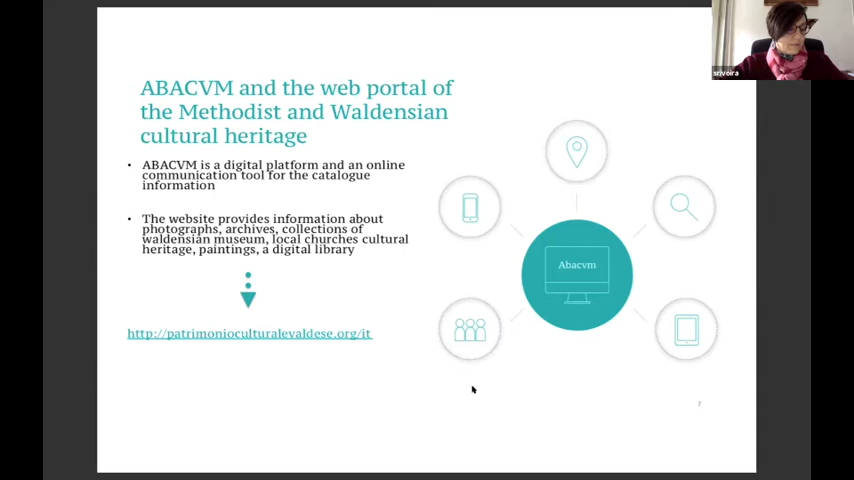 srivoira
ABACVM and the web portal of
the Methodist and Waldensian
cultural heritage
• ABACVM is a digital platform and an online
communication tool for the catalogue
information
• The website provides information about
photographs, archives, collections of
waldensian museum, local churches cultural
heritage, paintings, a digital library
http://patrimonioculturalevaldese.org/it
Abacvm
7